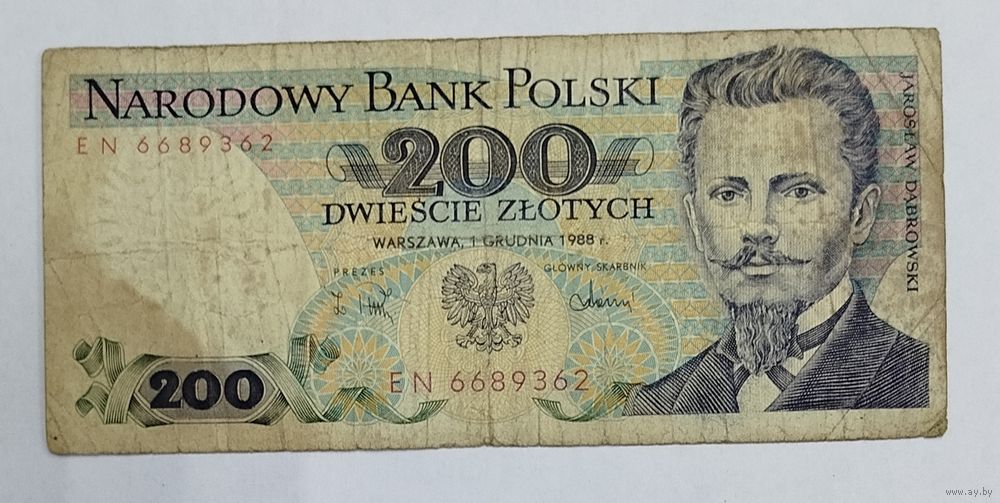 NARODOWY BANK POLSKI
EN 6689362
200
DWIEŚCIE ZŁOTYCH
WARSZAWA, 1 GRUDNIA 1988 r.
PREZES
GŁÓWNY SKARBNIK
JAROSŁAW DĄBROWSKI
200
EN 6689362
www.ay.by